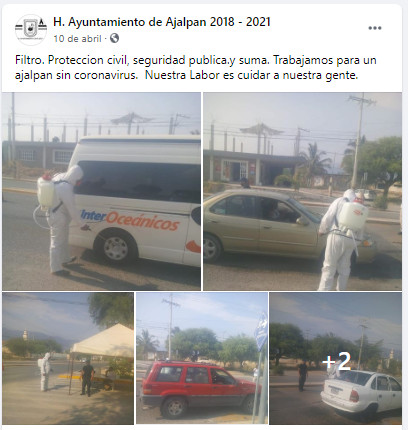 H. Ayuntamiento de Ajalpan 2018 - 2021
10 de abril ·
Filtro. Proteccion civil, seguridad publica.y suma. Trabajamos para un
ajalpan sin coronavirus. Nuestra Labor es cuidar a nuestra gente.
InterOceánicos
+2